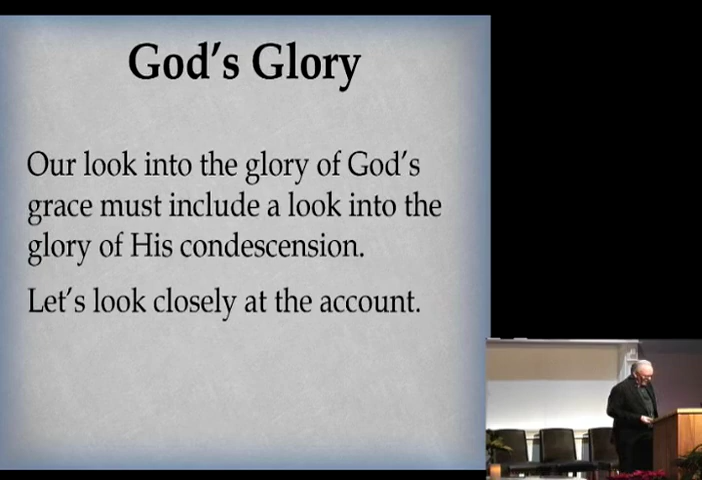 God's Glory
Our look into the glory of God's
grace must include a look into the
glory of His condescension.
Let's look closely at the account.